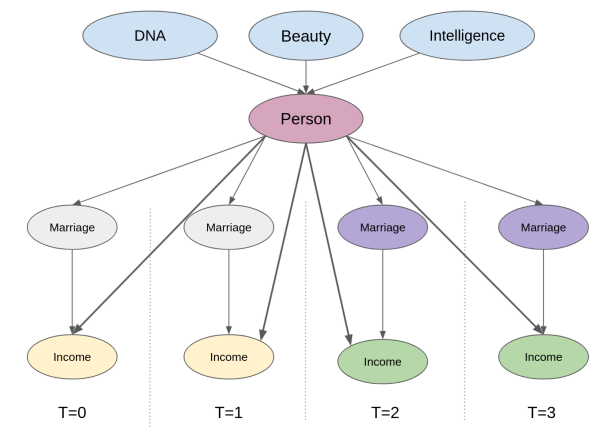 DNA
Beauty
Intelligence
Person
Marriage
Marriage
Marriage
Marriage
Income
Income
Income
Income
T=0
T=1
T=2
T=3